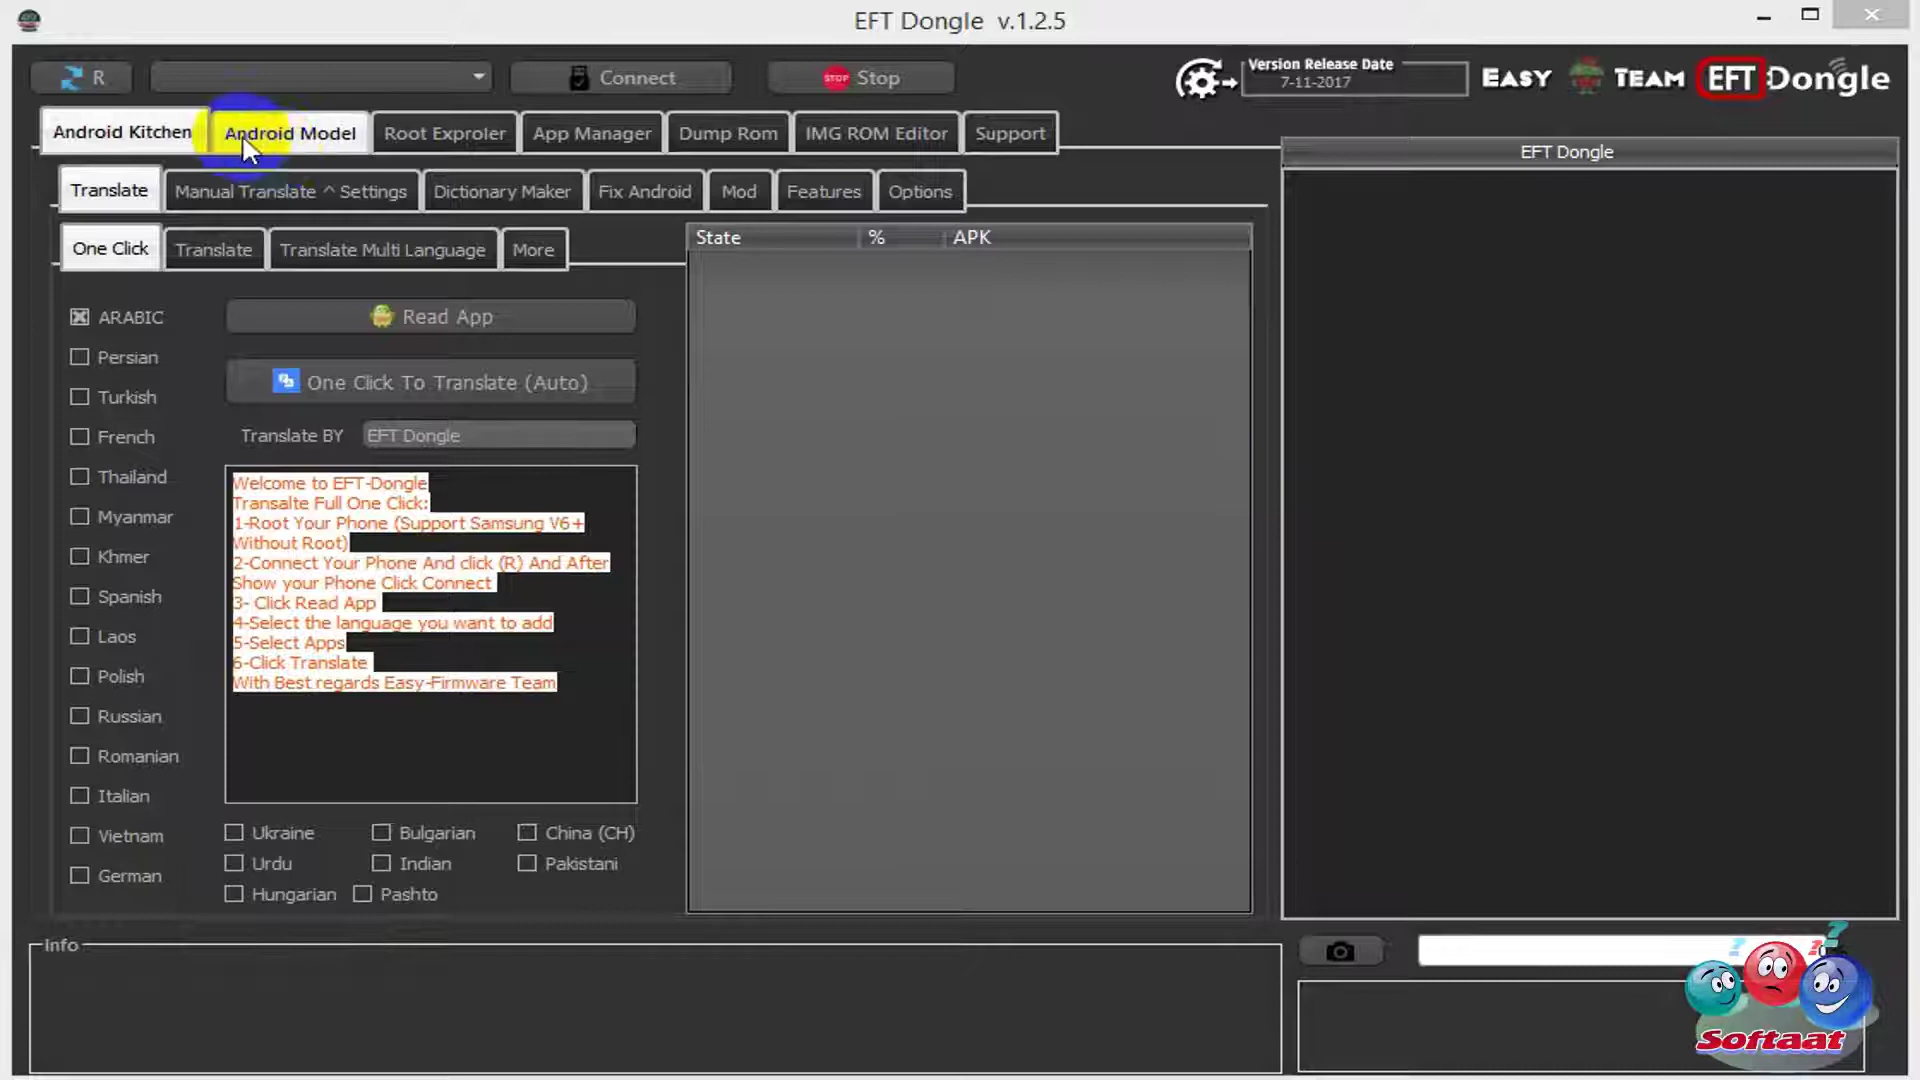 EFT Dongle v.1.2.5
R
Connect
STOP Stop
Version Release Date
7-11-2017
EASY TEAM EFT Dongle
Android Kitchen
Android Model
Root Exproler
App Manager
Dump Rom
IMG ROM Editor
Support
EFT Dongle
Translate
Manual Translate ^ Settings
Dictionary Maker
Fix Android
Mod
Features
Options
One Click
Translate
Translate Multi Language
More
State
%
APK
ARABIC
Persian
Turkish
French
Thailand
Myanmar
Khmer
Spanish
Laos
Polish
Russian
Romanian
Italian
Vietnam
German
Read App
One Click To Translate (Auto)
Translate BY
EFT Dongle
Welcome to EFT-Dongle
Transalte Full One Click:
1-Root Your Phone (Support Samsung V6+
Without Root)
2-Connect Your Phone And click (R) And After
Show your Phone Click Connect
3- Click Read App
4-Select the language you want to add
5-Select Apps
6-Click Translate
With Best regards Easy-Firmware Team
Ukraine
Bulgarian
China (CH)
Urdu
Indian
Pakistani
Hungarian
Pashto
Info
Softaat